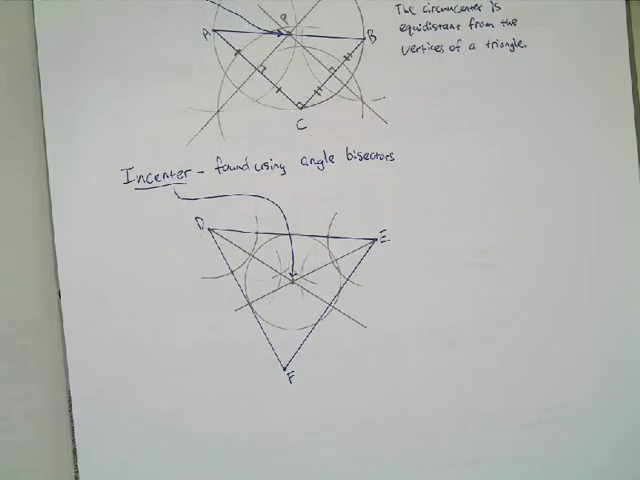 The circumcenter is
equidistant from the
vertices of a triangle.
P
A
B
C
Incenter - found using angle bisectors
D
E
F